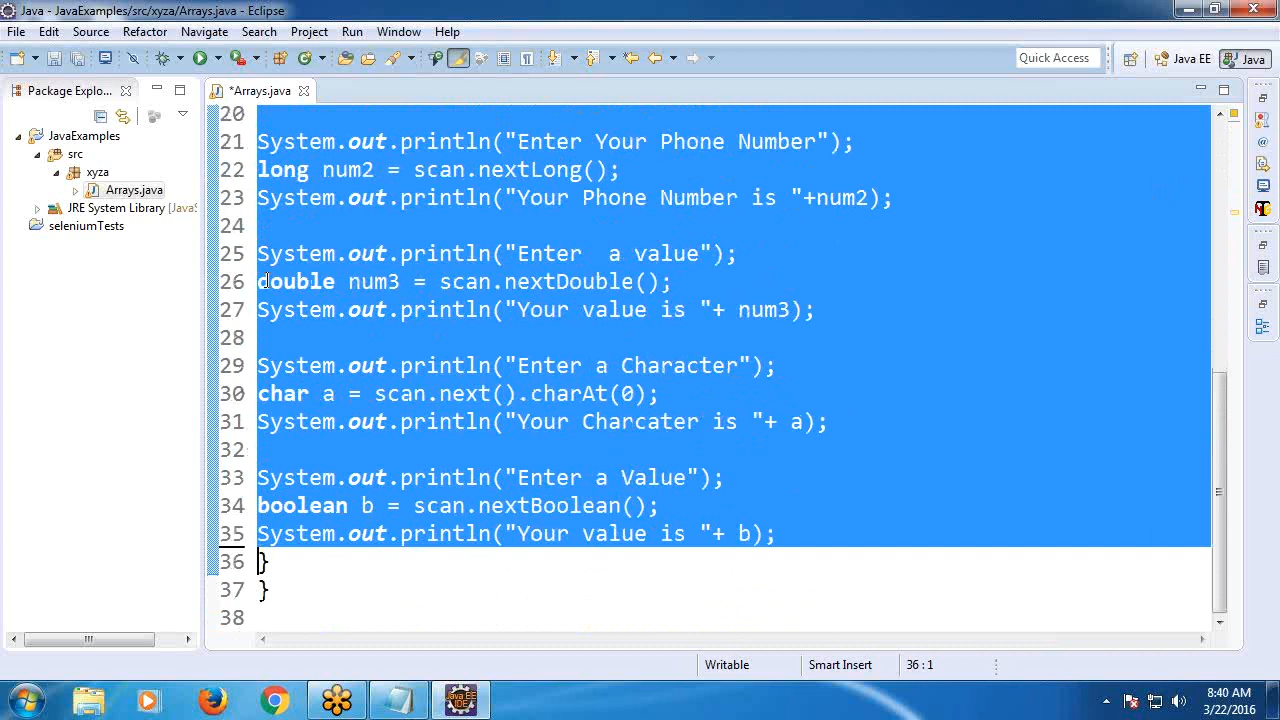 Java - JavaExamples/src/xyza/Arrays.java - Eclipse
File Edit Source Refactor Navigate Search Project Run Window Help
Quick Access Java EE Java
Package Explo... *Arrays.java
JavaExamples
src
xyza
Arrays.java
JRE System Library [JavaS
seleniumTests
20
21 System.out.println("Enter Your Phone Number");
22 long num2 = scan.nextLong();
23 System.out.println("Your Phone Number is "+num2);
24
25 System.out.println("Enter  a value");
26 double num3 = scan.nextDouble();
27 System.out.println("Your value is "+ num3);
28
29 System.out.println("Enter a Character");
30 char a = scan.next().charAt(0);
31 System.out.println("Your Charcater is "+ a);
32
33 System.out.println("Enter a Value");
34 boolean b = scan.nextBoolean();
35 System.out.println("Your value is "+ b);
36 }
37 }
38
Writable Smart Insert 36 : 1
Java EE IDE
8:40 AM
3/22/2016